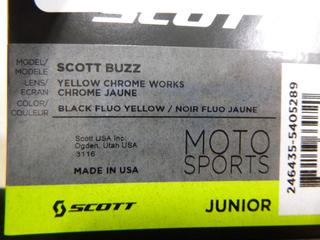 SCOTT
MODEL/ MODELE SCOTT BUZZ
LENS/ ECRAN YELLOW CHROME WORKS
CHROME JAUNE
COLOR/ COULEUR BLACK FLUO YELLOW / NOIR FLUO JAUNE
Scott USA Inc.
Ogden, Utah USA
3116
MADE IN USA
MOTO
SPORTS
246435-5405289
SCOTT
JUNIOR